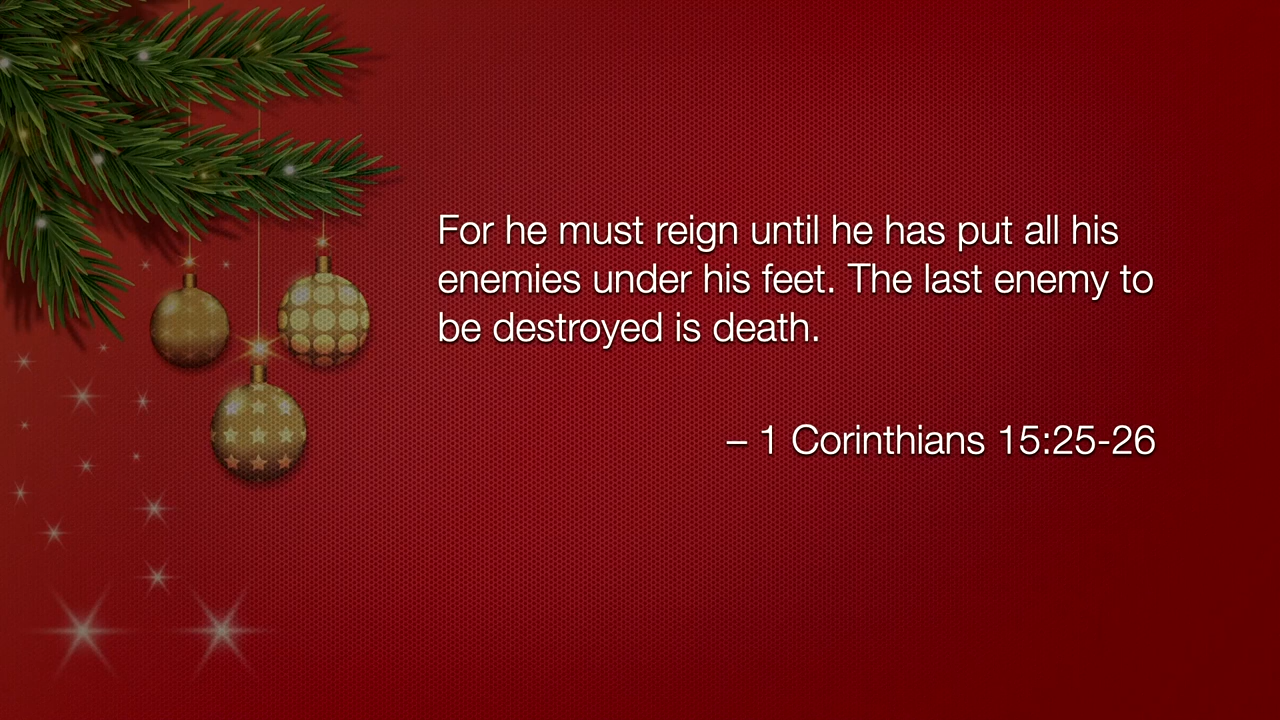 For he must reign until he has put all his
enemies under his feet. The last enemy to
be destroyed is death.
– 1 Corinthians 15:25-26